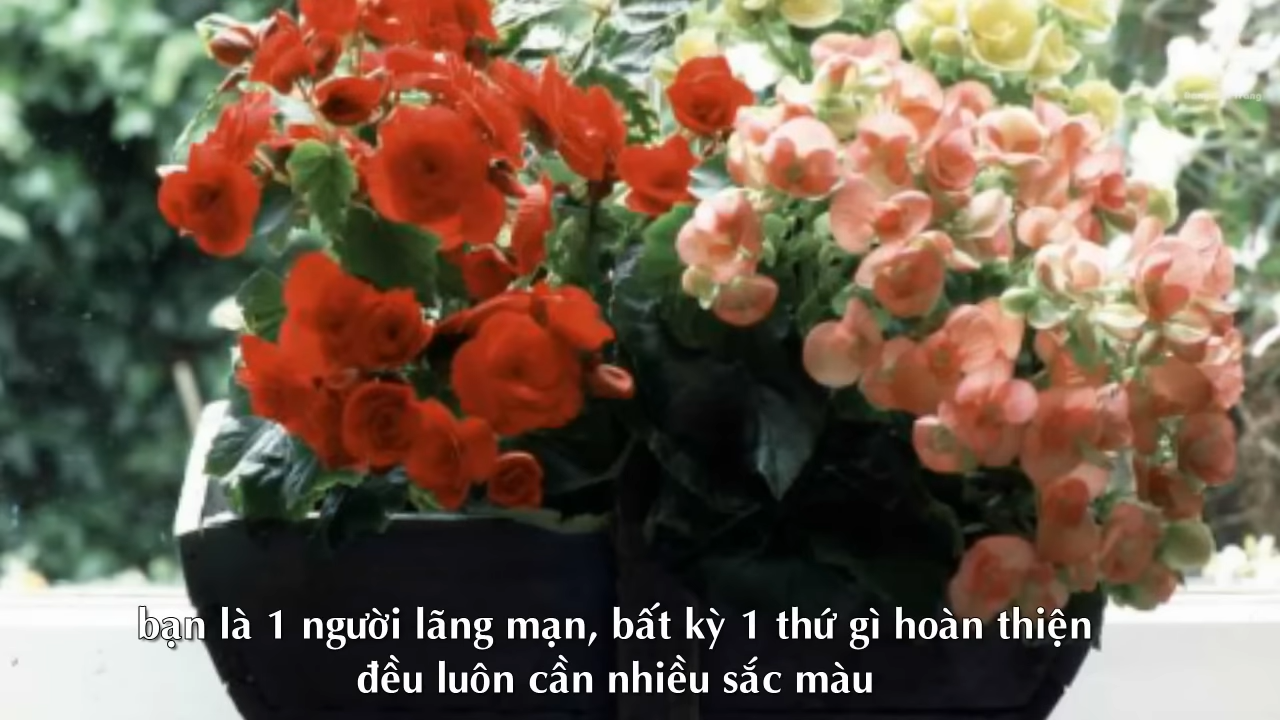 bạn là 1 người lãng mạn, bất kỳ 1 thứ gì hoàn thiện
đều luôn cần nhiều sắc màu